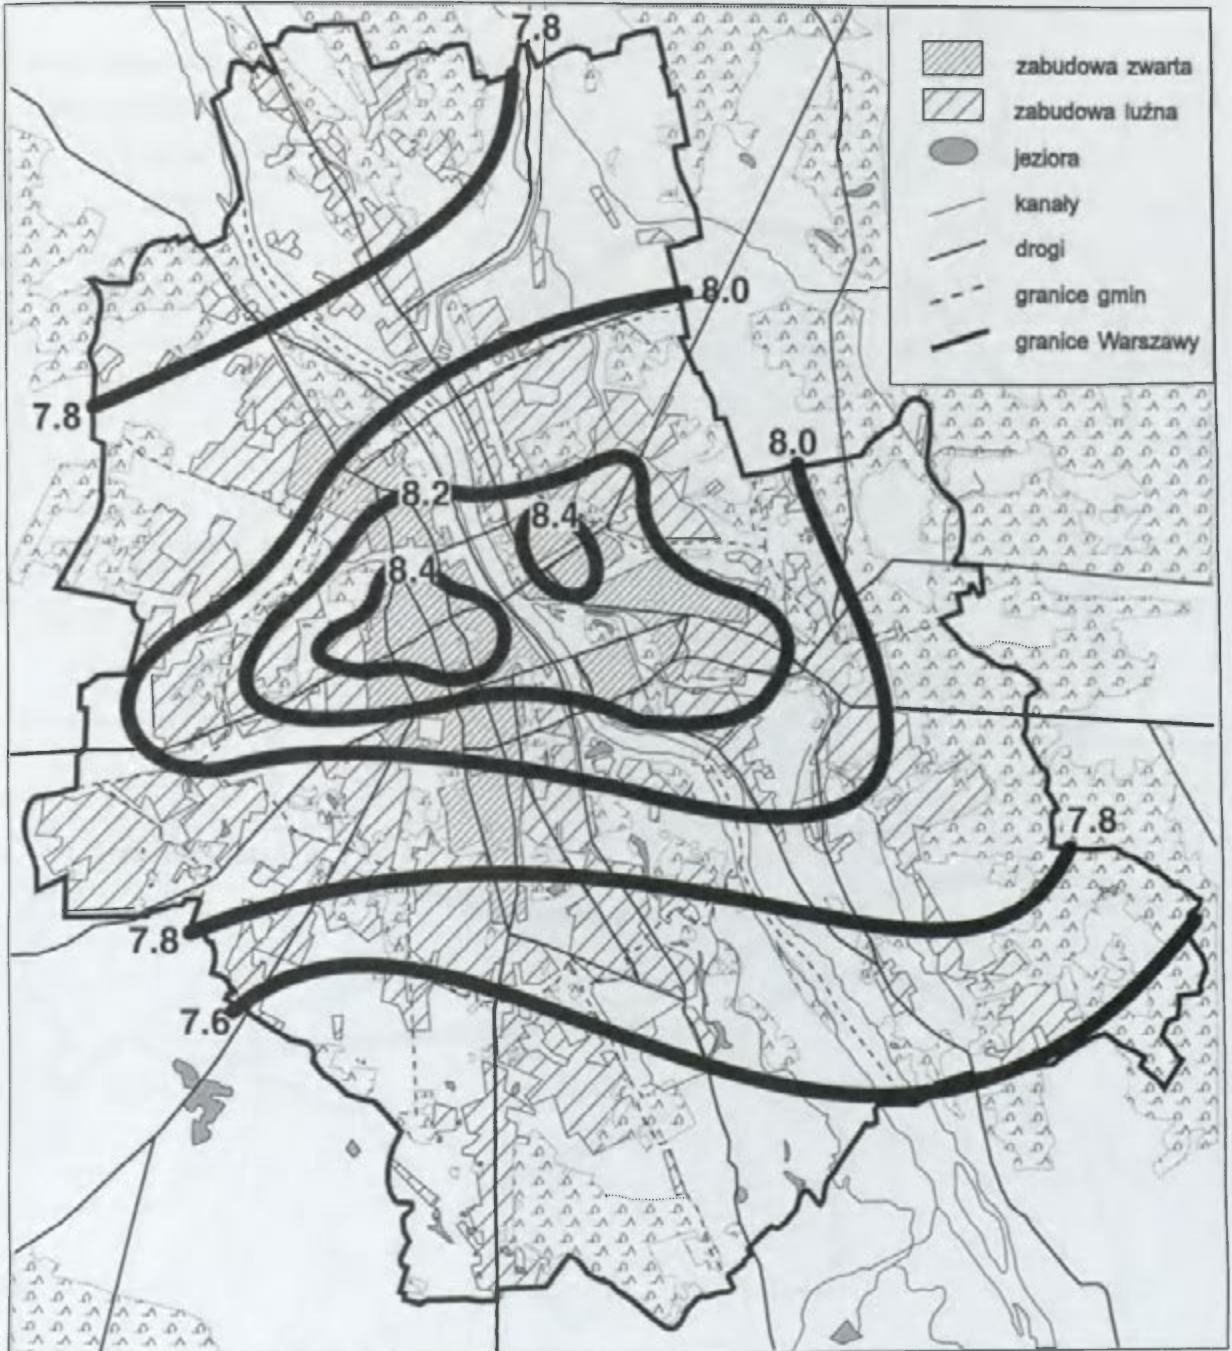 7.8
zabudowa zwarta
zabudowa luźna
jeziora
kanały
drogi
granice gmin
granice Warszawy
8.0
7.8
8.0
8.2
8.4
8.4
7.8
7.8
7.6